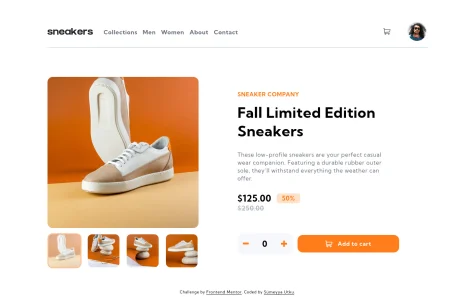 sneakers Collections Men Women About Contact
SNEAKER COMPANY
Fall Limited Edition
Sneakers
These low-profile sneakers are your perfect casual
wear companion. Featuring a durable rubber outer
sole, they'll withstand everything the weather can
offer.
$125.00 50%
$250.00
0 Add to cart
Challenge by Frontend Mentor. Coded by Sumeyya Utku.